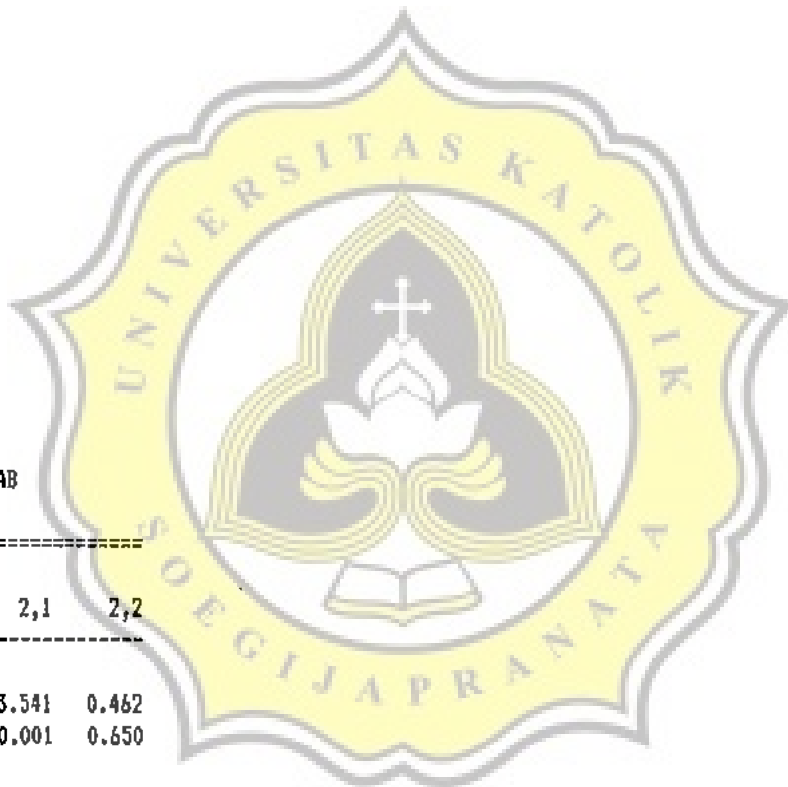 UNIVERSITAS KATOLIK
SOEGIJAPRANATA
AB
==============
2,1 2,2
--------------
3.541 0.462
0.001 0.650